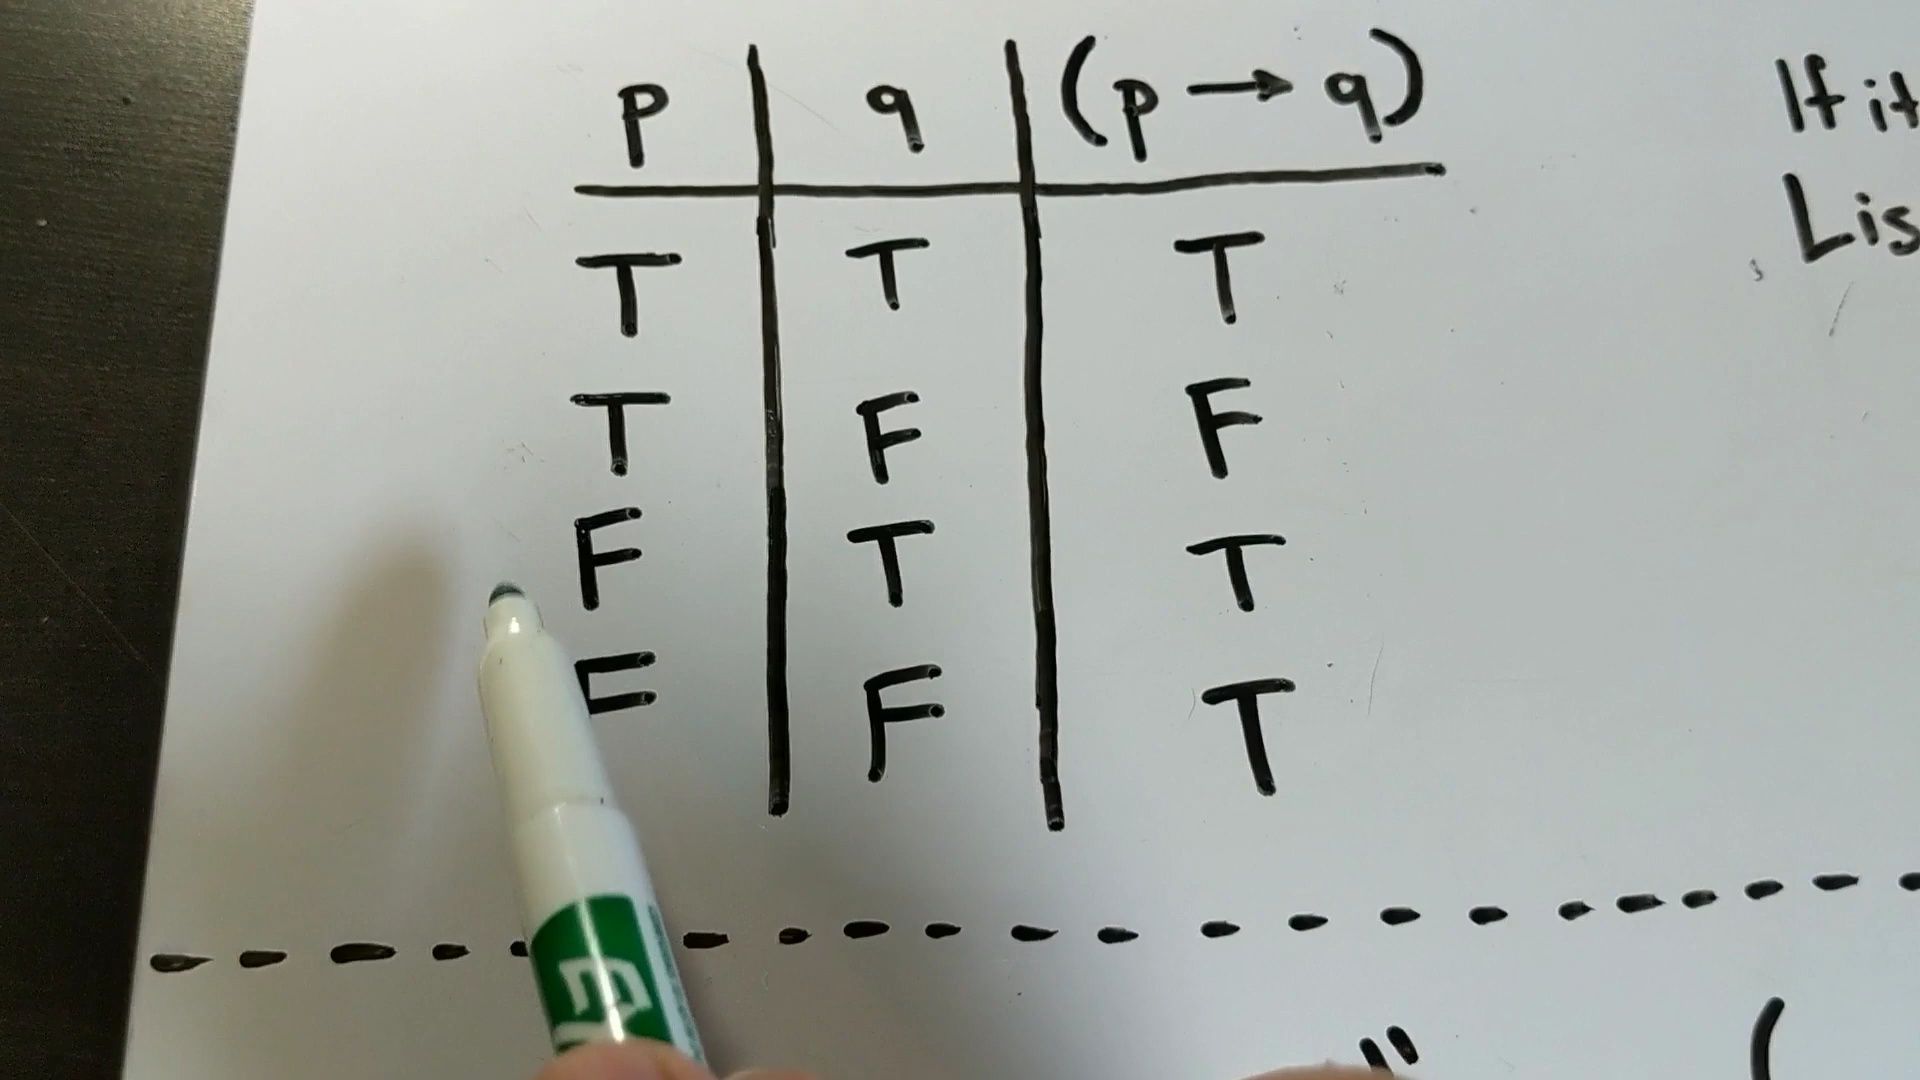 p q (p → q)
If it
T T T
Lis
T F F
F T T
F F T
" (